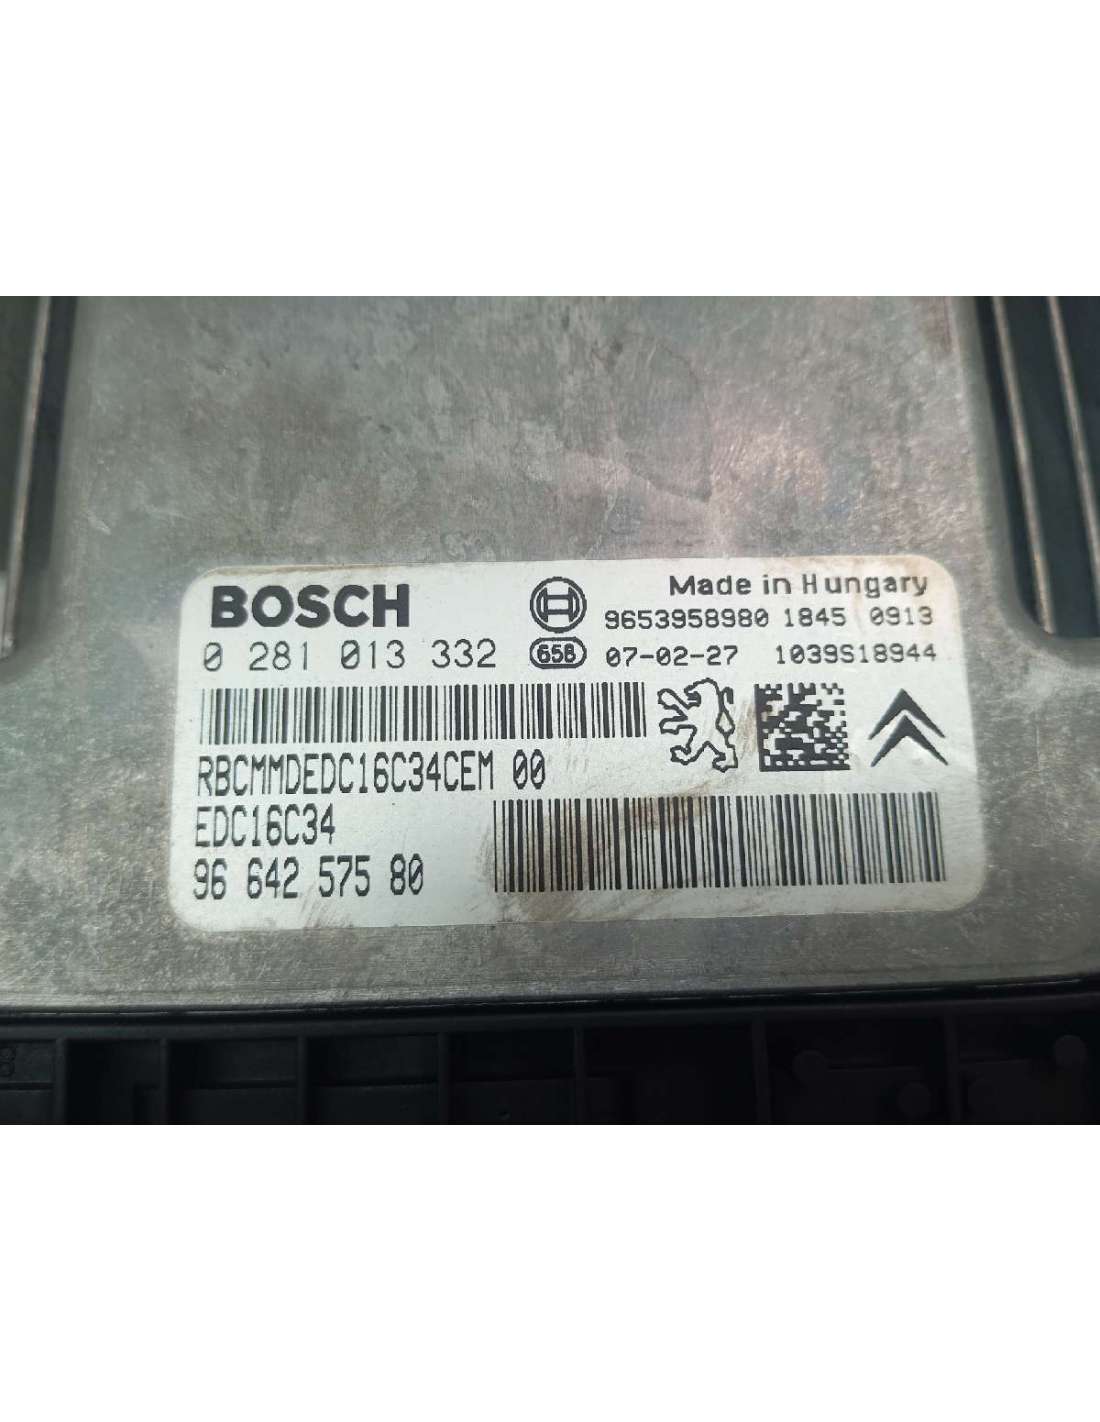 BOSCH
Made in Hungary
9653958980 1845 0913
0 281 013 332 658 07-02-27 1039S18944
RBCMMDEDC16C34CEM 00
EDC16C34
96 642 575 80
8